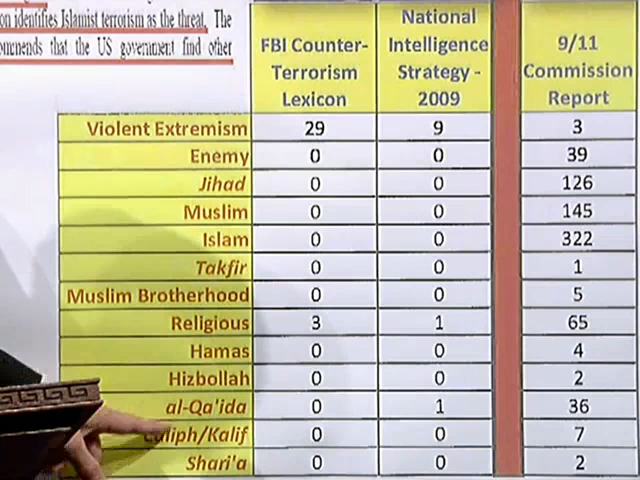 on identifies Islamist terrorism as the threat. The
mmends that the US government find other
FBI Counter-
Terrorism
Lexicon
National
Intelligence
Strategy -
2009
9/11
Commission
Report
Violent Extremism 29 9 3
Enemy 0 0 39
Jihad 0 0 126
Muslim 0 0 145
Islam 0 0 322
Takfir 0 0 1
Muslim Brotherhood 0 0 5
Religious 3 1 65
Hamas 0 0 4
Hizbollah 0 0 2
al-Qa'ida 0 1 36
Caliph/Kalif 0 0 7
Shari'a 0 0 2